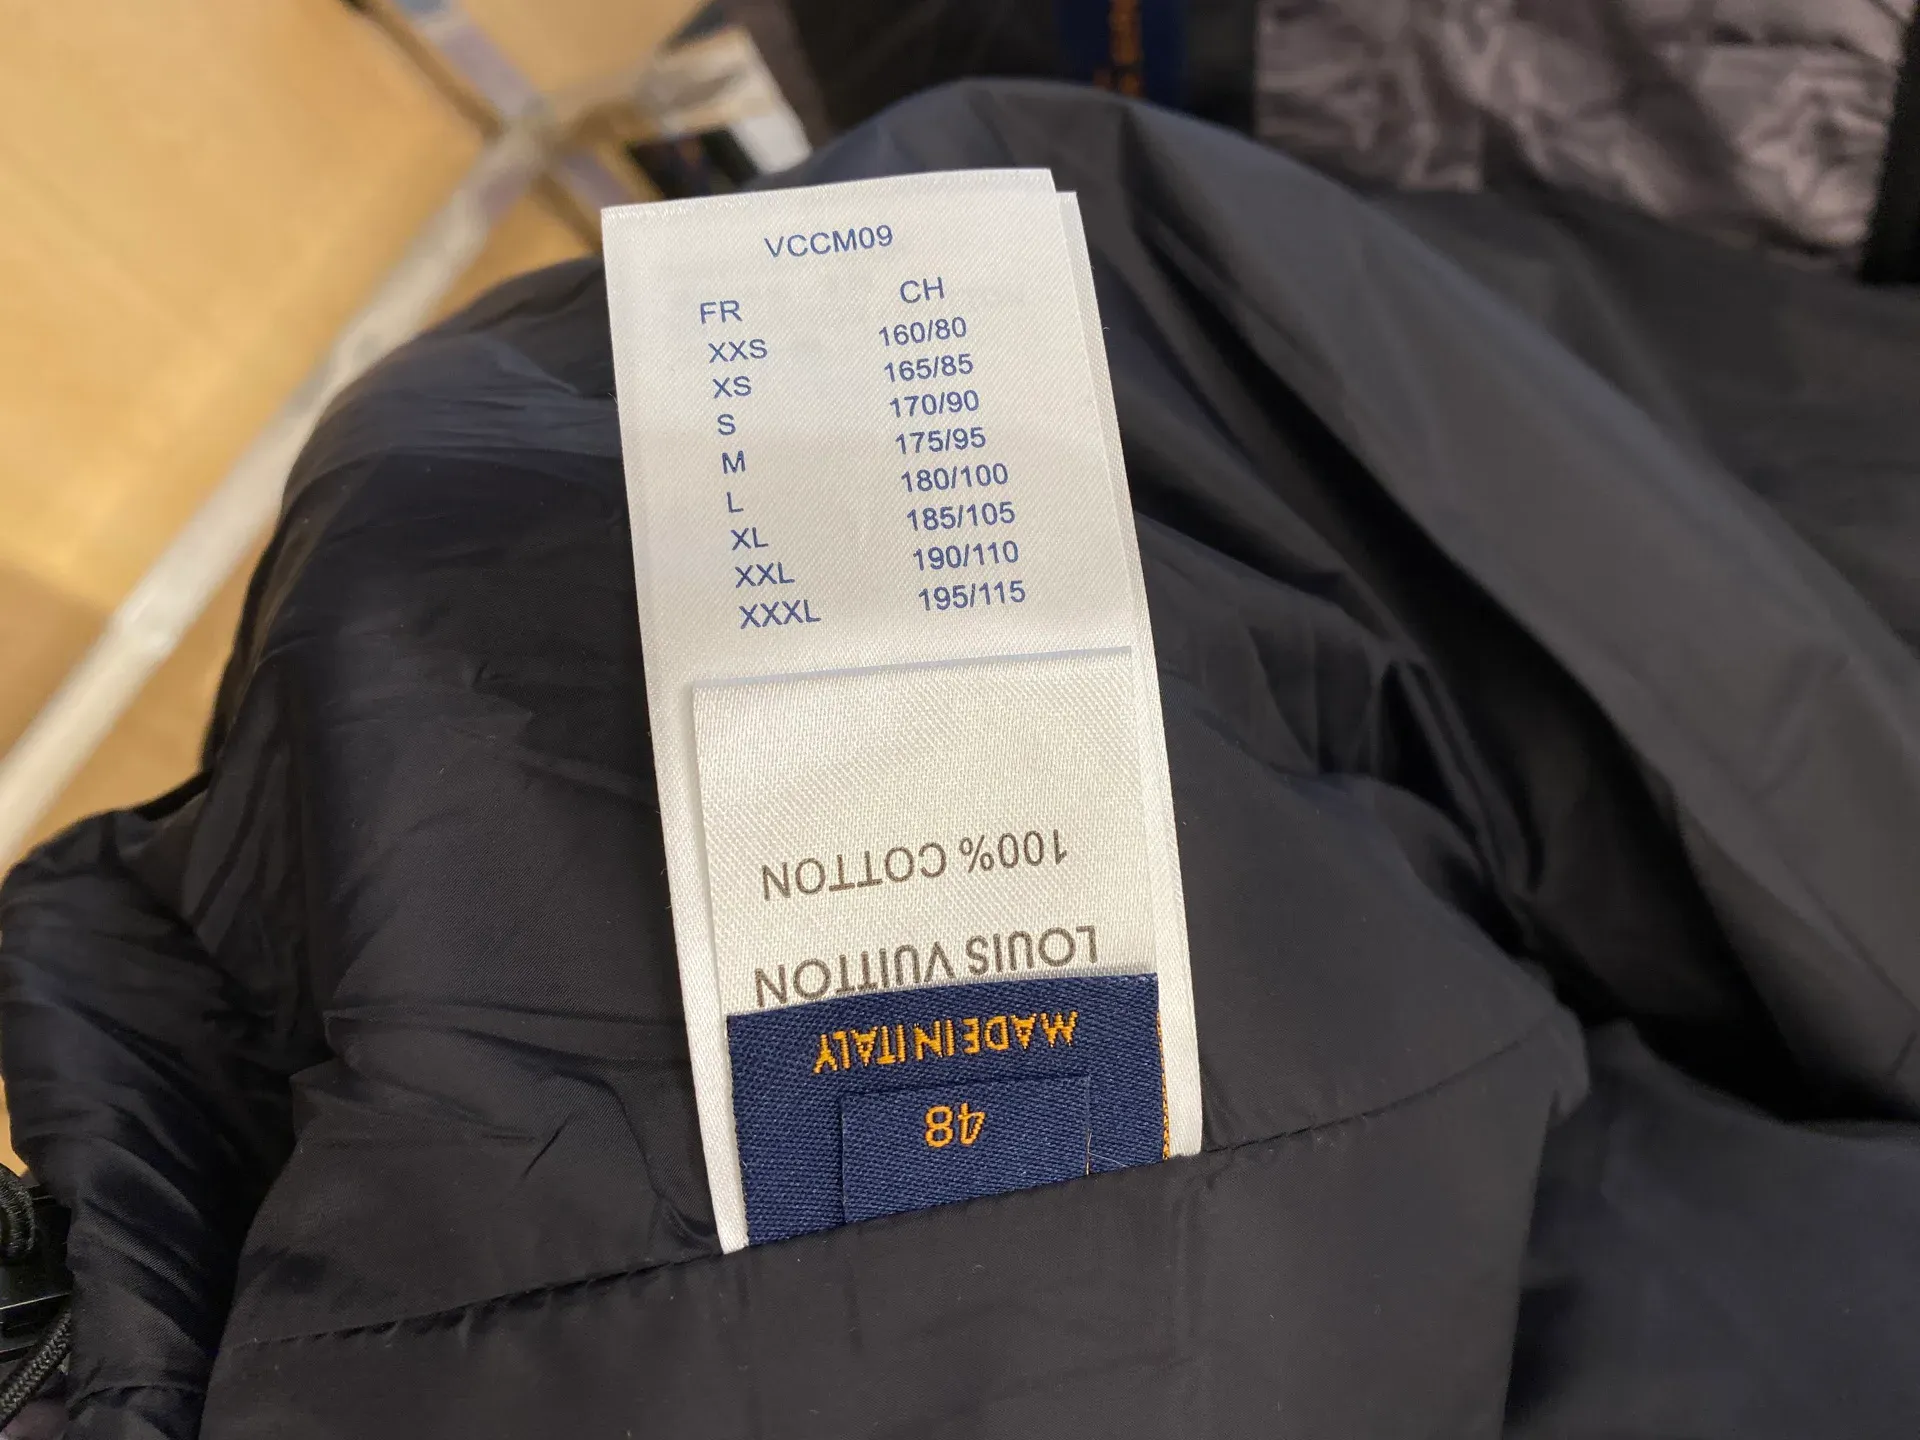 VCCM09
FR CH
XXS 160/80
XS 165/85
S 170/90
M 175/95
L 180/100
XL 185/105
XXL 190/110
XXXL 195/115
48
MADE IN ITALY
LOUIS VUITTON
100% COTTON